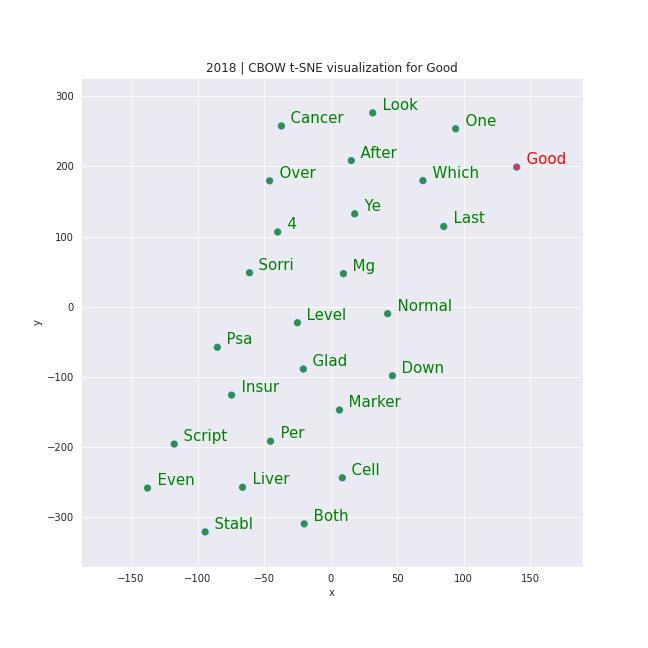 2018 | CBOW t-SNE visualization for Good
300
Look
Cancer
One
After
Good
200
Over
Which
Ye
Last
4
100
Sorri
Mg
0
Normal
Level
Psa
Glad
Down
−100
Insur
Marker
Script
Per
−200
Cell
Even
Liver
Both
−300
Stabl
y
−150 −100 −50 0 50 100 150
x